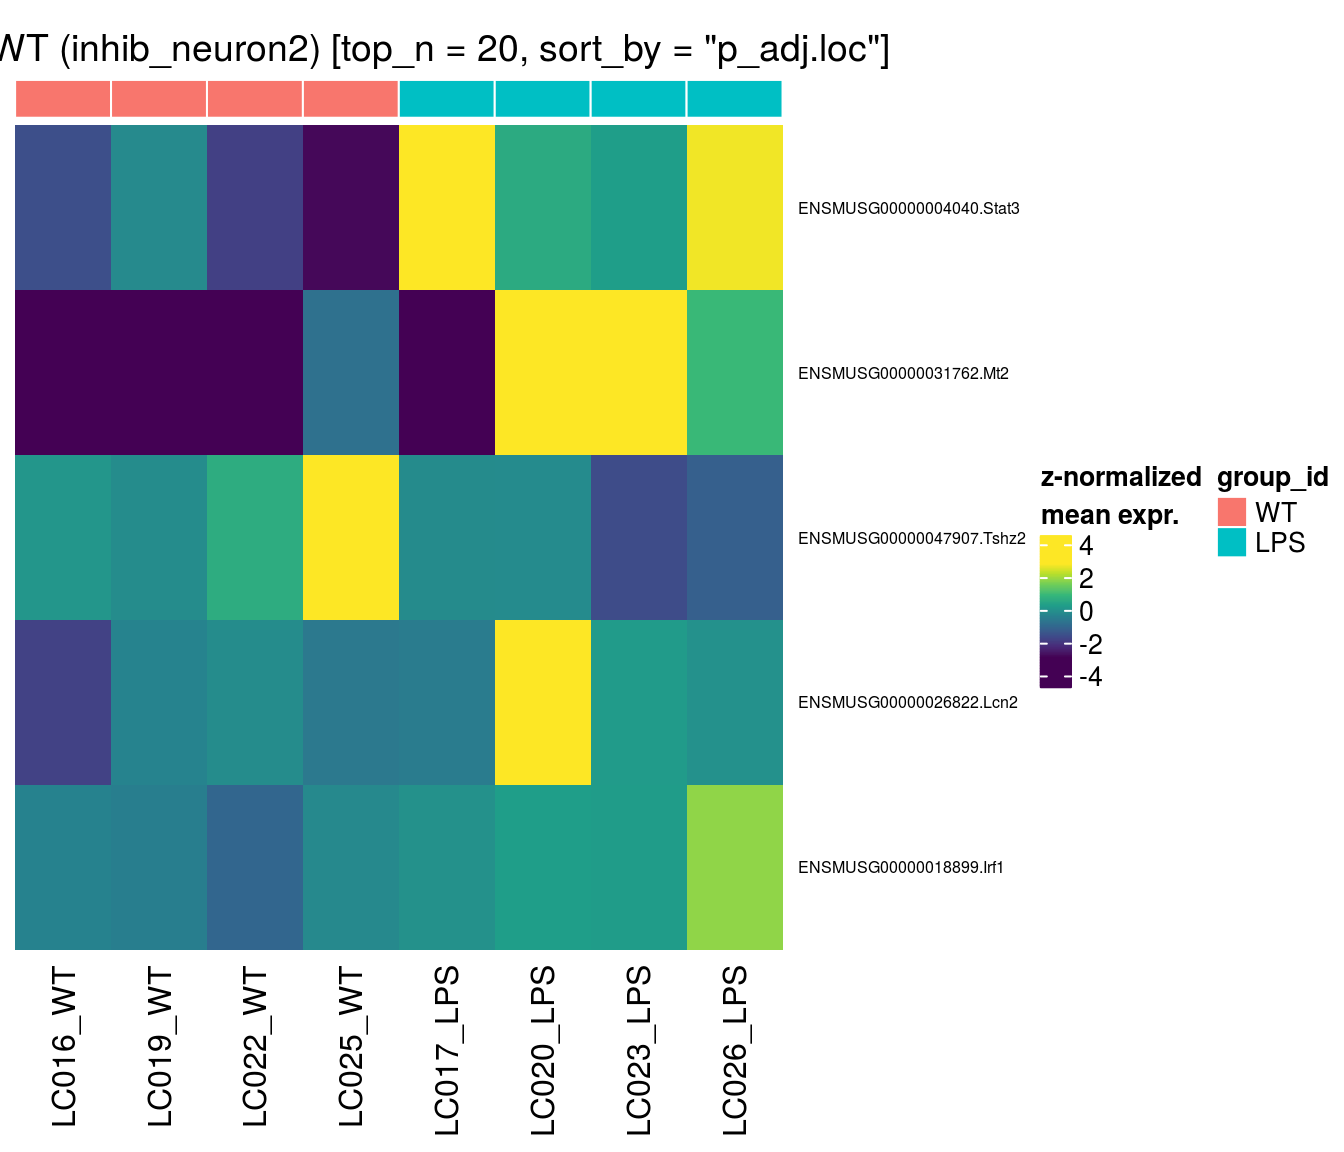 WT (inhib_neuron2) [top_n = 20, sort_by = "p_adj.loc"]
ENSMUSG00000004040.Stat3
ENSMUSG00000031762.Mt2
ENSMUSG00000047907.Tshz2
ENSMUSG00000026822.Lcn2
ENSMUSG00000018899.Irf1
z-normalized
mean expr.
4
2
0
-2
-4
group_id
WT
LPS
LC016_WT
LC019_WT
LC022_WT
LC025_WT
LC017_LPS
LC020_LPS
LC023_LPS
LC026_LPS